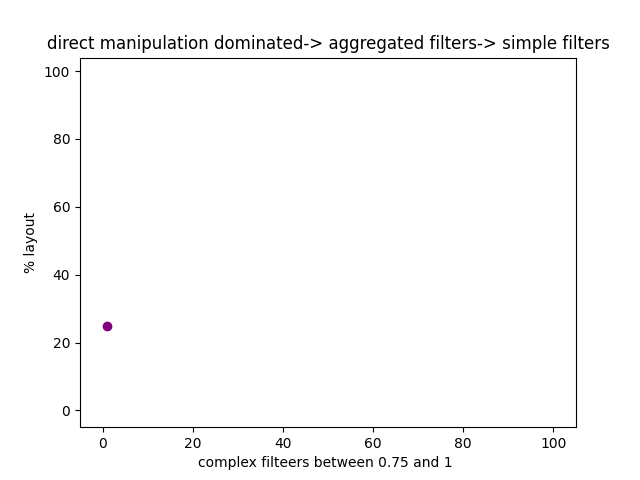 direct manipulation dominated-> aggregated filters-> simple filters
100
80
60
40
20
0
% layout
0 20 40 60 80 100
complex filteers between 0.75 and 1